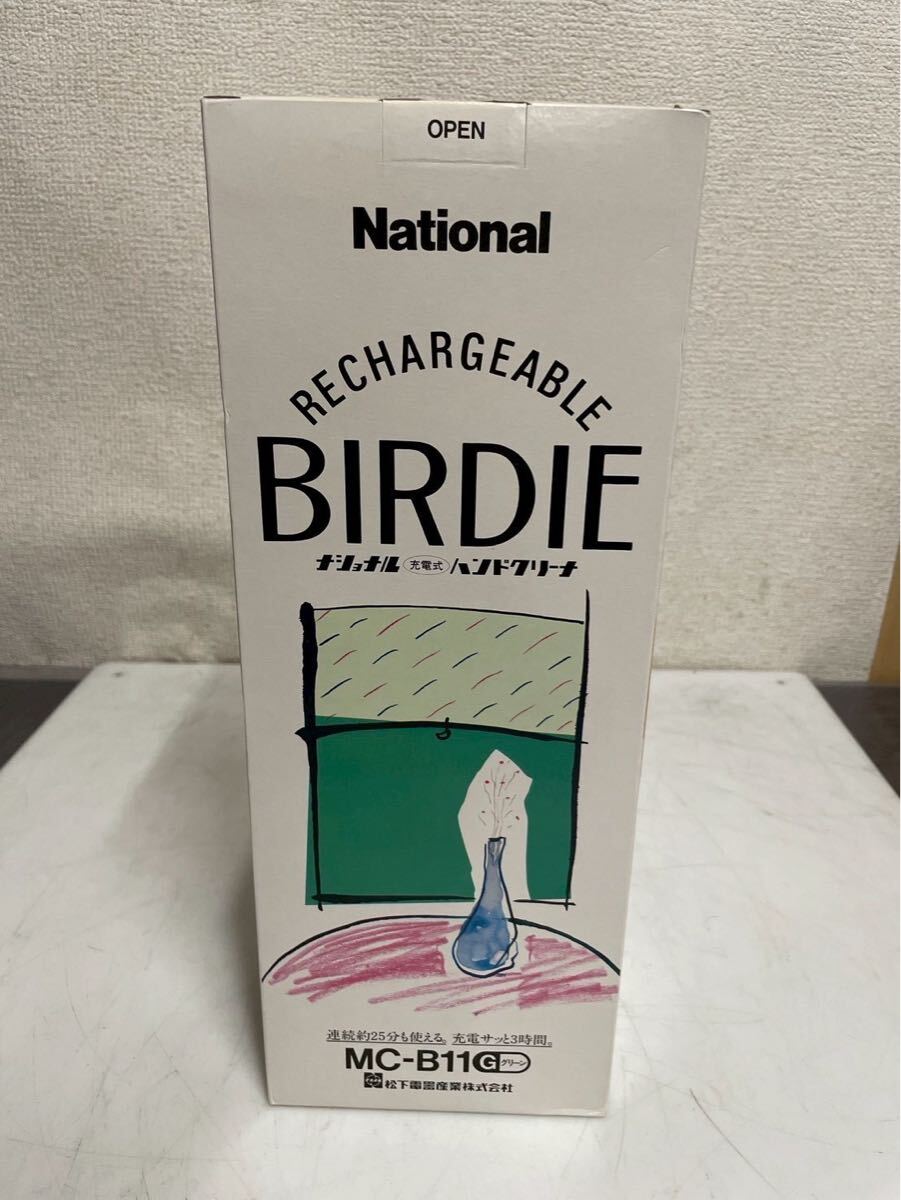 OPEN
National
RECHARGEABLE
BIRDIE
ナショナル 充電式 ハンドクリーナ
連続約25分も使える。充電サッと3時間。
MC-B11 G グリーン
松下電器産業株式会社